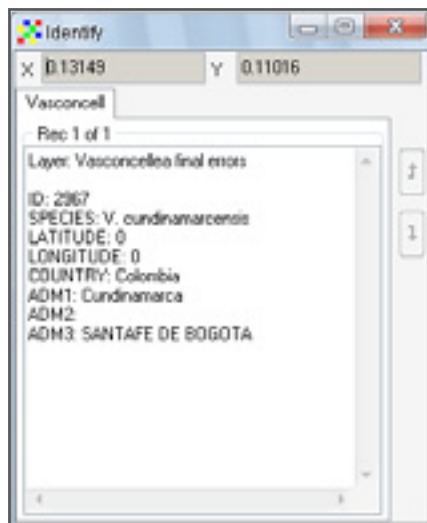 Identify
X 0.13149 Y 0.11016
Vasconcell
Rec 1 of 1
Layer: Vasconcellea final errors
ID: 2967
SPECIES: V. cundinamarcensis
LATITUDE: 0
LONGITUDE: 0
COUNTRY: Colombia
ADM1: Cundinamarca
ADM2:
ADM3: SANTAFE DE BOGOTA